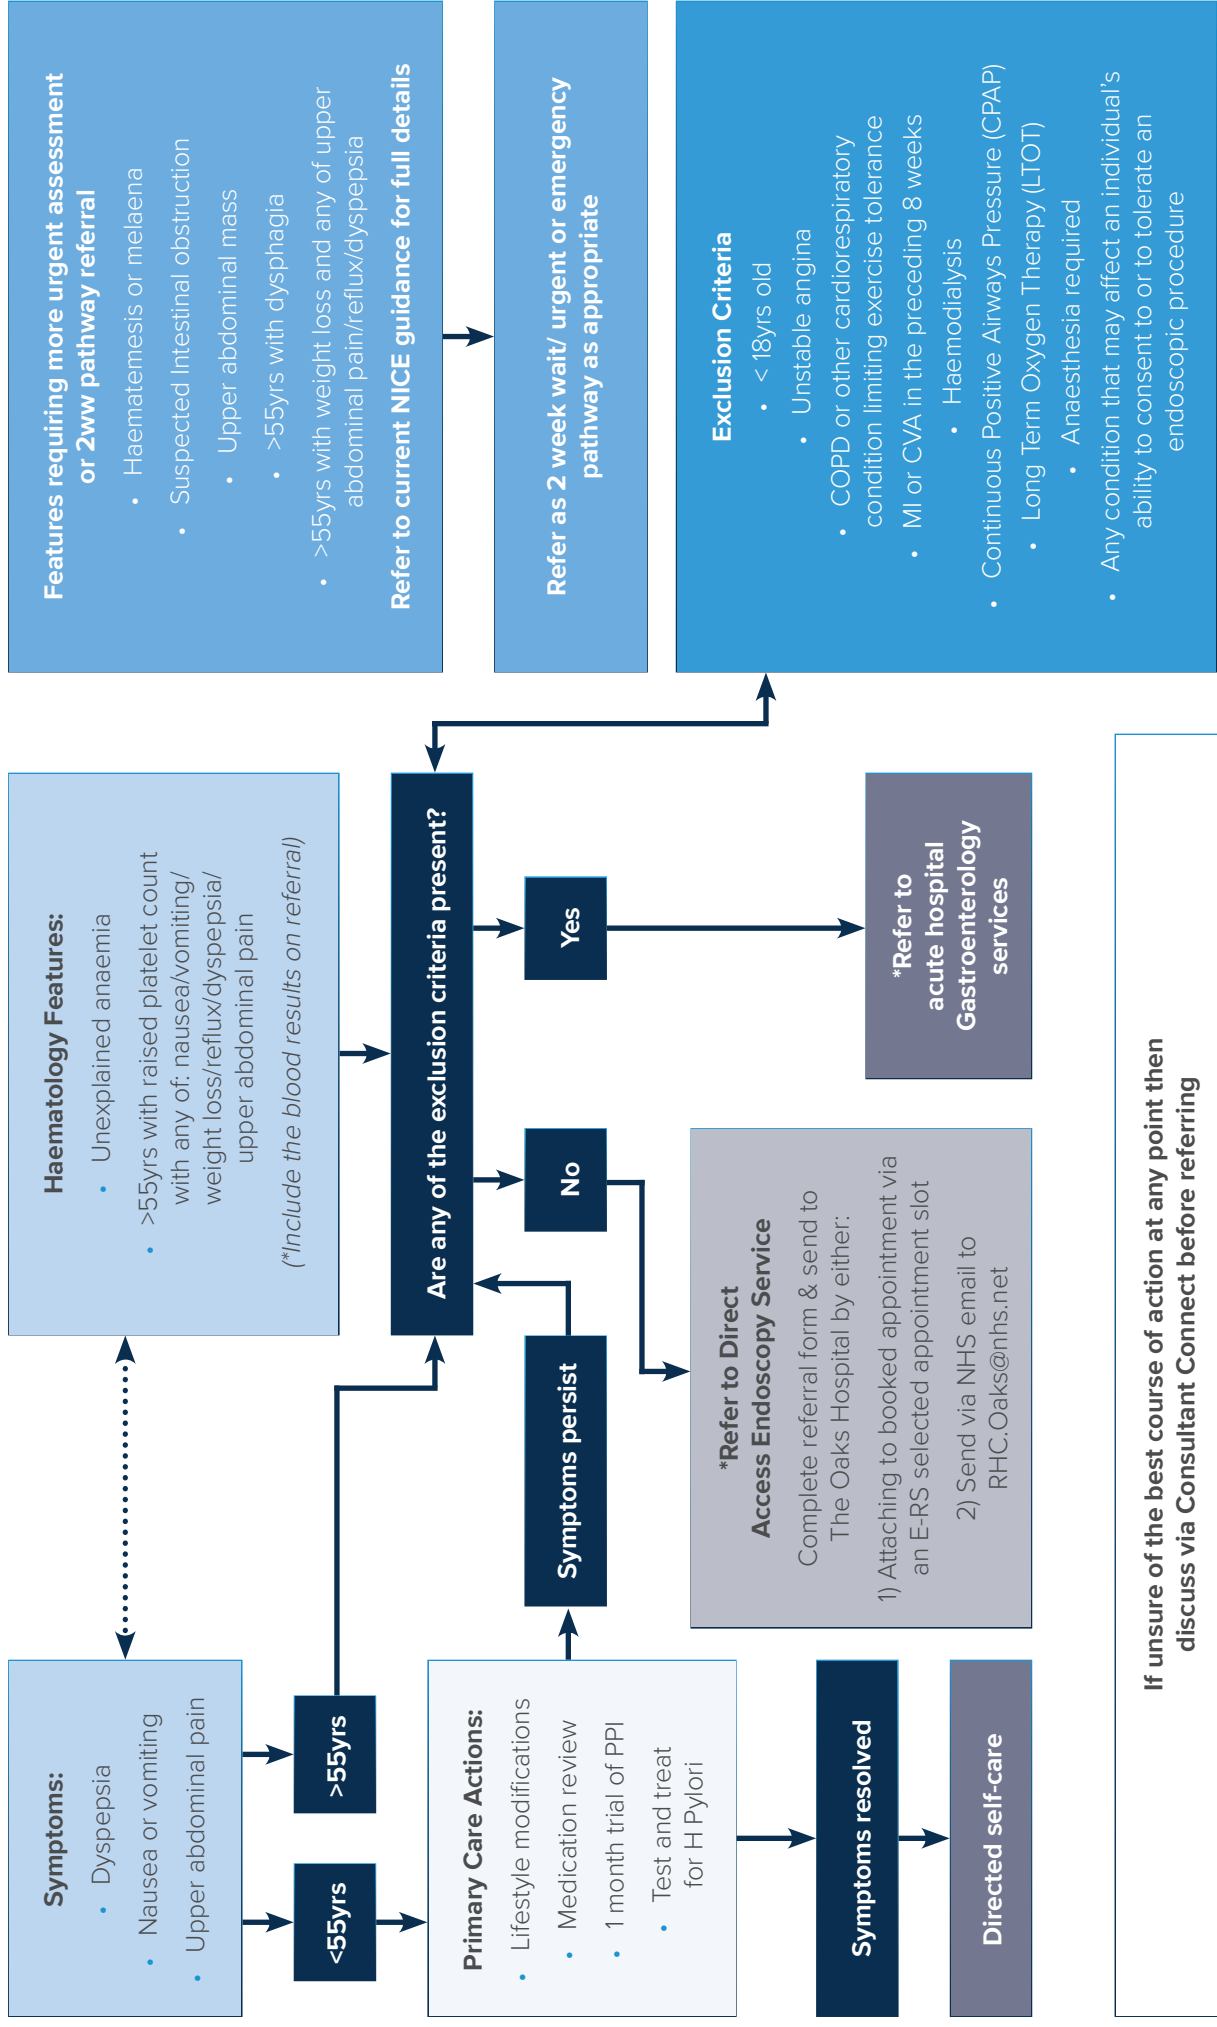 Symptoms:
• Dyspepsia
• Nausea or vomiting
• Upper abdominal pain
<55yrs
>55yrs
Primary Care Actions:
• Lifestyle modifications
• Medication review
• 1 month trial of PPI
• Test and treat
for H Pylori
Symptoms resolved
Directed self-care
Symptoms persist
Haematology Features:
• Unexplained anaemia
• >55yrs with raised platelet count
with any of: nausea/vomiting/
weight loss/reflux/dyspepsia/
upper abdominal pain
(*Include the blood results on referral)
Are any of the exclusion criteria present?
No
Yes
*Refer to Direct
Access Endoscopy Service
Complete referral form & send to
The Oaks Hospital by either:
1) Attaching to booked appointment via
an E-RS selected appointment slot
2) Send via NHS email to
RHC.Oaks@nhs.net
*Refer to
acute hospital
Gastroenterology
services
Features requiring more urgent assessment
or 2ww pathway referral
• Haematemesis or melaena
• Suspected Intestinal obstruction
• Upper abdominal mass
• >55yrs with dysphagia
• >55yrs with weight loss and any of upper
abdominal pain/reflux/dyspepsia
Refer to current NICE guidance for full details
Refer as 2 week wait/ urgent or emergency
pathway as appropriate
Exclusion Criteria
• < 18yrs old
• Unstable angina
• COPD or other cardiorespiratory
condition limiting exercise tolerance
• MI or CVA in the preceding 8 weeks
• Haemodialysis
• Continuous Positive Airways Pressure (CPAP)
• Long Term Oxygen Therapy (LTOT)
• Anaesthesia required
• Any condition that may affect an individual's
ability to consent to or to tolerate an
endoscopic procedure
If unsure of the best course of action at any point then
discuss via Consultant Connect before referring